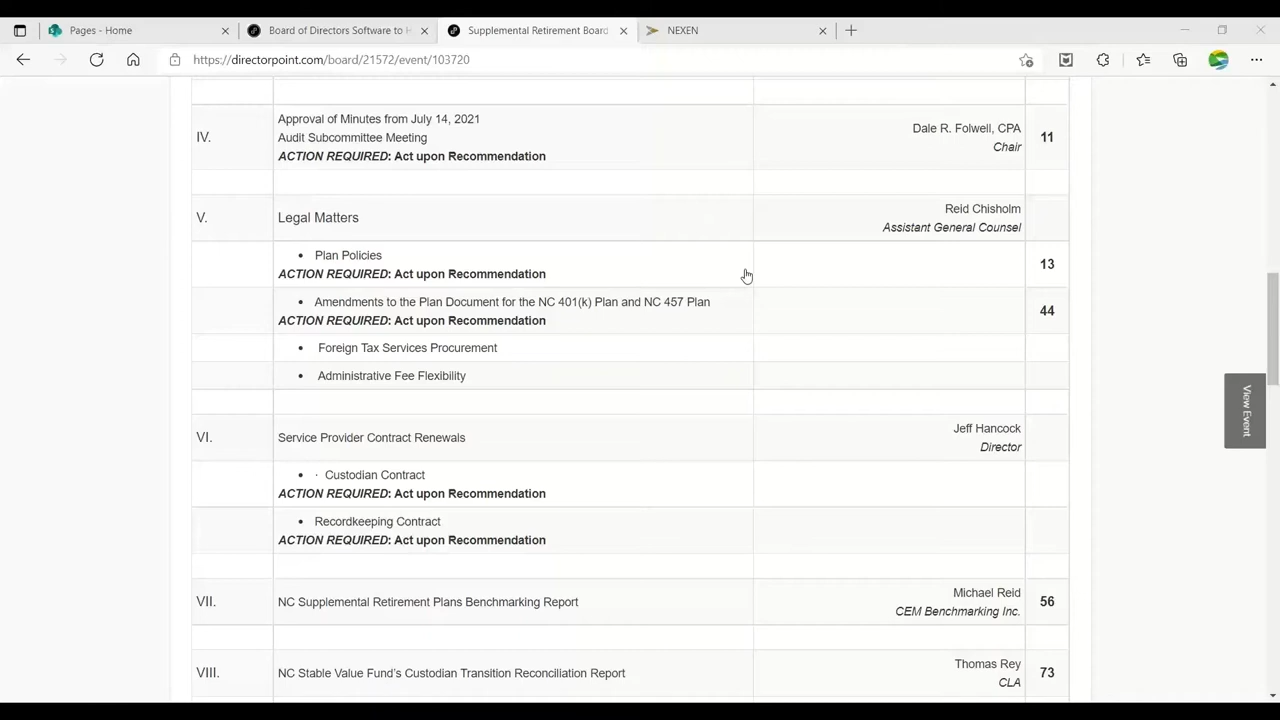 Pages - Home
Board of Directors Software to H
Supplemental Retirement Board
NEXEN
https://directorpoint.com/board/21572/event/103720
IV.
Approval of Minutes from July 14, 2021
Audit Subcommittee Meeting
ACTION REQUIRED: Act upon Recommendation
Dale R. Folwell, CPA
Chair
11
V.
Legal Matters
Reid Chisholm
Assistant General Counsel
• Plan Policies
ACTION REQUIRED: Act upon Recommendation
13
• Amendments to the Plan Document for the NC 401(k) Plan and NC 457 Plan
ACTION REQUIRED: Act upon Recommendation
44
• Foreign Tax Services Procurement
• Administrative Fee Flexibility
VI.
Service Provider Contract Renewals
Jeff Hancock
Director
• · Custodian Contract
ACTION REQUIRED: Act upon Recommendation
• Recordkeeping Contract
ACTION REQUIRED: Act upon Recommendation
VII.
NC Supplemental Retirement Plans Benchmarking Report
Michael Reid
CEM Benchmarking Inc.
56
VIII.
NC Stable Value Fund's Custodian Transition Reconciliation Report
Thomas Rey
CLA
73
View Event